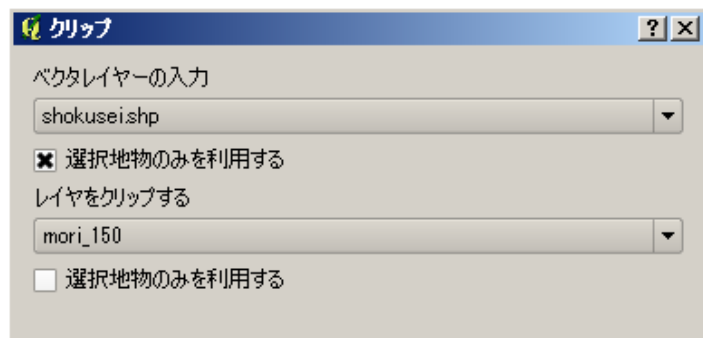 クリップ
ベクタレイヤーの入力
shokusei.shp
選択地物のみを利用する
レイヤをクリップする
mori_150
選択地物のみを利用する